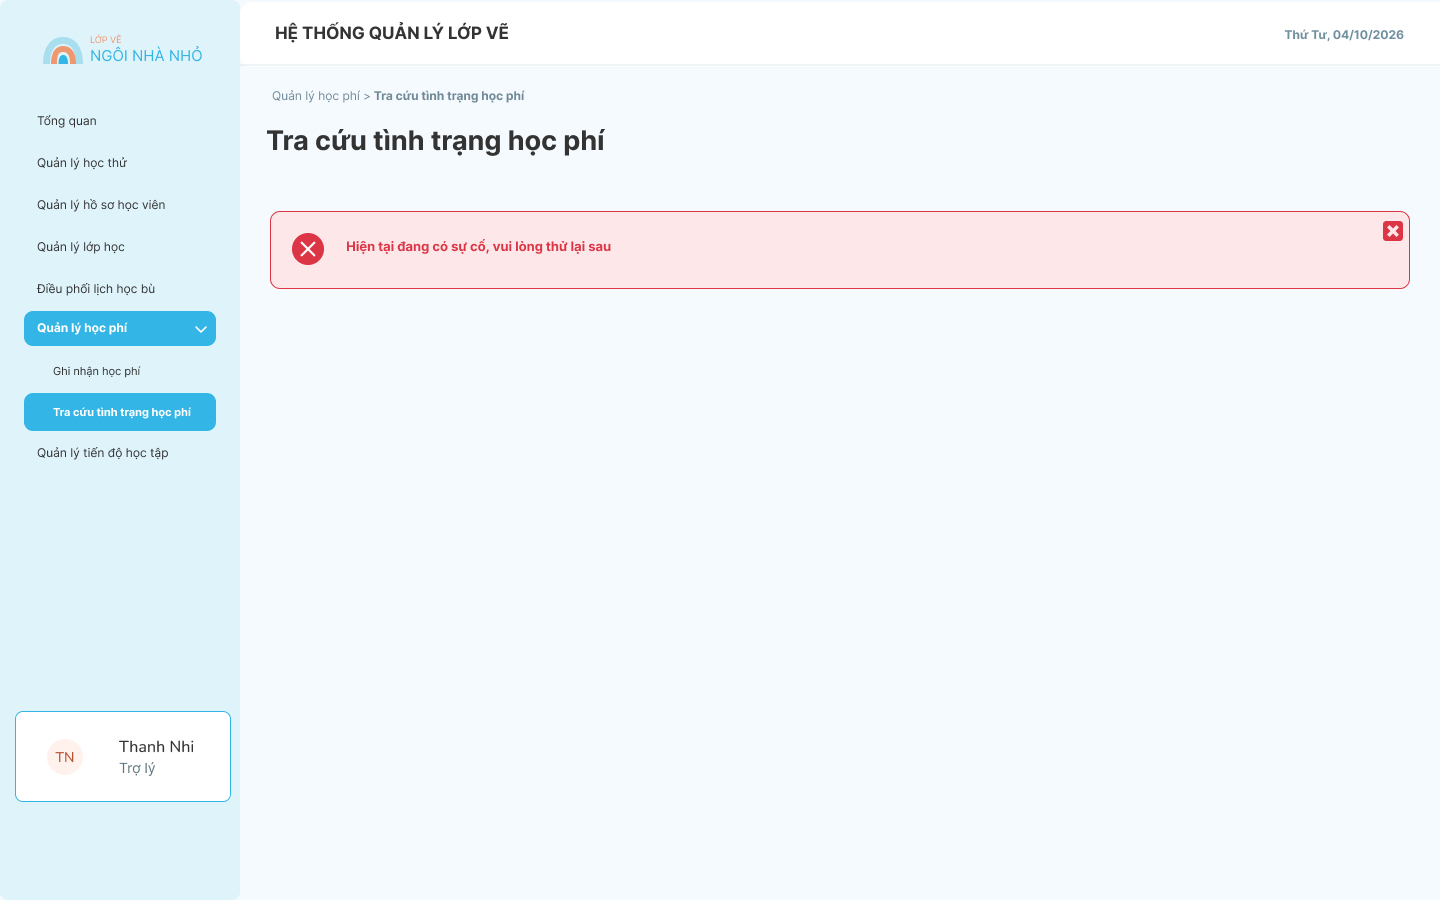 LỚP VẼ
NGÔI NHÀ NHỎ
Tổng quan
Quản lý học thử
Quản lý hồ sơ học viên
Quản lý lớp học
Điều phối lịch học bù
Quản lý học phí
Ghi nhận học phí
Tra cứu tình trạng học phí
Quản lý tiến độ học tập
TN
Thanh Nhi
Trợ lý
HỆ THỐNG QUẢN LÝ LỚP VẼ
Thứ Tư, 04/10/2026
Quản lý học phí > Tra cứu tình trạng học phí
Tra cứu tình trạng học phí
Hiện tại đang có sự cố, vui lòng thử lại sau